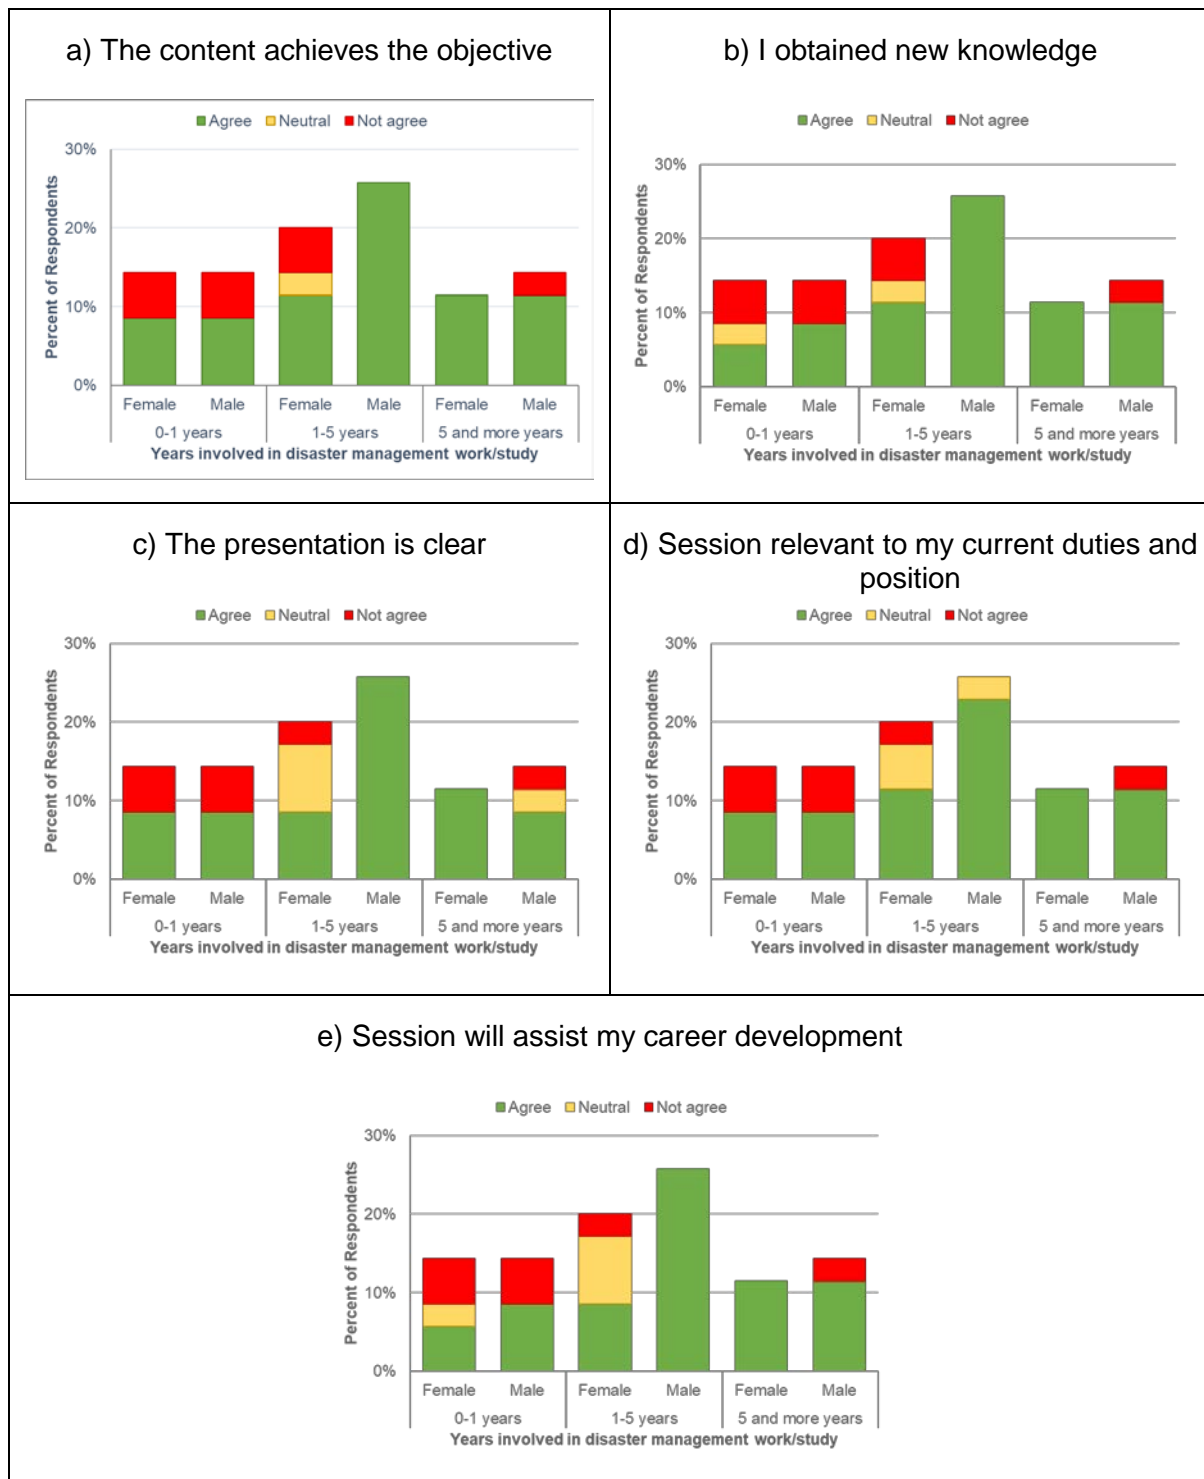 a) The content achieves the objective
Agree Neutral Not agree
30%
20%
10%
0%
Percent of Respondents
Female Male Female Male Female Male
0-1 years 1-5 years 5 and more years
Years involved in disaster management work/study
b) I obtained new knowledge
Agree Neutral Not agree
30%
20%
10%
0%
Percent of Respondents
Female Male Female Male Female Male
0-1 years 1-5 years 5 and more years
Years involved in disaster management work/study
c) The presentation is clear
Agree Neutral Not agree
30%
20%
10%
0%
Percent of Respondents
Female Male Female Male Female Male
0-1 years 1-5 years 5 and more years
Years involved in disaster management work/study
d) Session relevant to my current duties and
position
Agree Neutral Not agree
30%
20%
10%
0%
Percent of Respondents
Female Male Female Male Female Male
0-1 years 1-5 years 5 and more years
Years involved in disaster management work/study
e) Session will assist my career development
Agree Neutral Not agree
30%
20%
10%
0%
Percent of Respondents
Female Male Female Male Female Male
0-1 years 1-5 years 5 and more years
Years involved in disaster management work/study